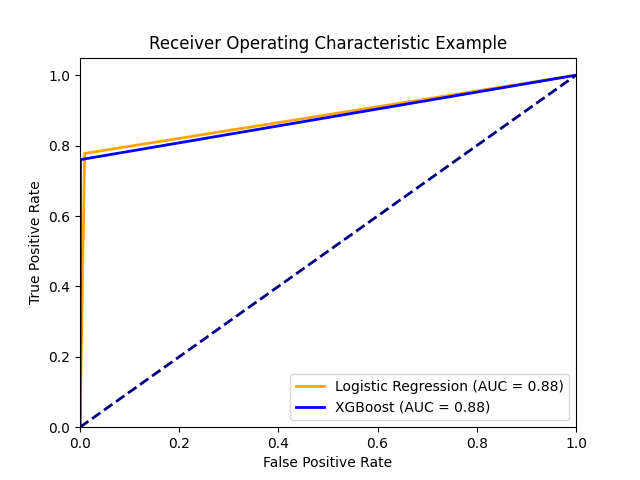 Receiver Operating Characteristic Example
1.0
0.8
0.6
0.4
0.2
0.0
True Positive Rate
Logistic Regression (AUC = 0.88)
XGBoost (AUC = 0.88)
0.0 0.2 0.4 0.6 0.8 1.0
False Positive Rate